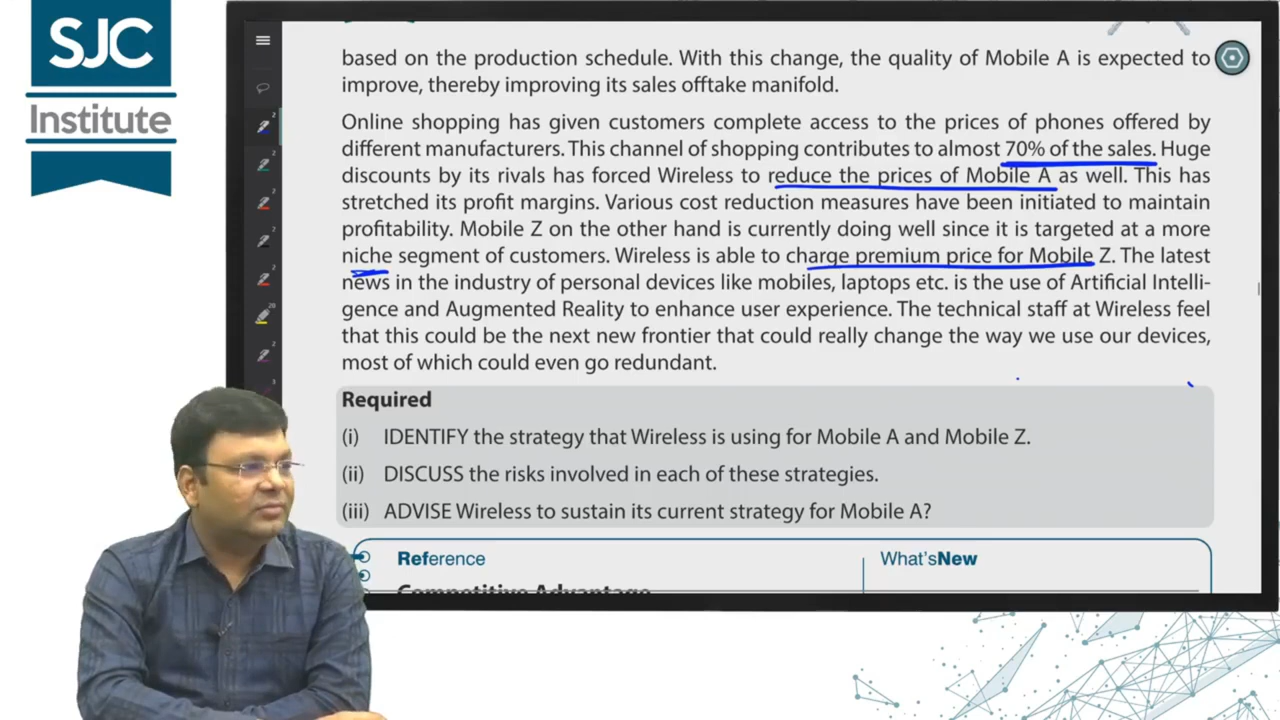 SJC
Institute
based on the production schedule. With this change, the quality of Mobile A is expected to
improve, thereby improving its sales offtake manifold.
Online shopping has given customers complete access to the prices of phones offered by
different manufacturers. This channel of shopping contributes to almost 70% of the sales. Huge
discounts by its rivals has forced Wireless to reduce the prices of Mobile A as well. This has
stretched its profit margins. Various cost reduction measures have been initiated to maintain
profitability. Mobile Z on the other hand is currently doing well since it is targeted at a more
niche segment of customers. Wireless is able to charge premium price for Mobile Z. The latest
news in the industry of personal devices like mobiles, laptops etc. is the use of Artificial Intelli-
gence and Augmented Reality to enhance user experience. The technical staff at Wireless feel
that this could be the next new frontier that could really change the way we use our devices,
most of which could even go redundant.
Required
(i) IDENTIFY the strategy that Wireless is using for Mobile A and Mobile Z.
(ii) DISCUSS the risks involved in each of these strategies.
(iii) ADVISE Wireless to sustain its current strategy for Mobile A?
Reference
What'sNew
Competitive Advantage